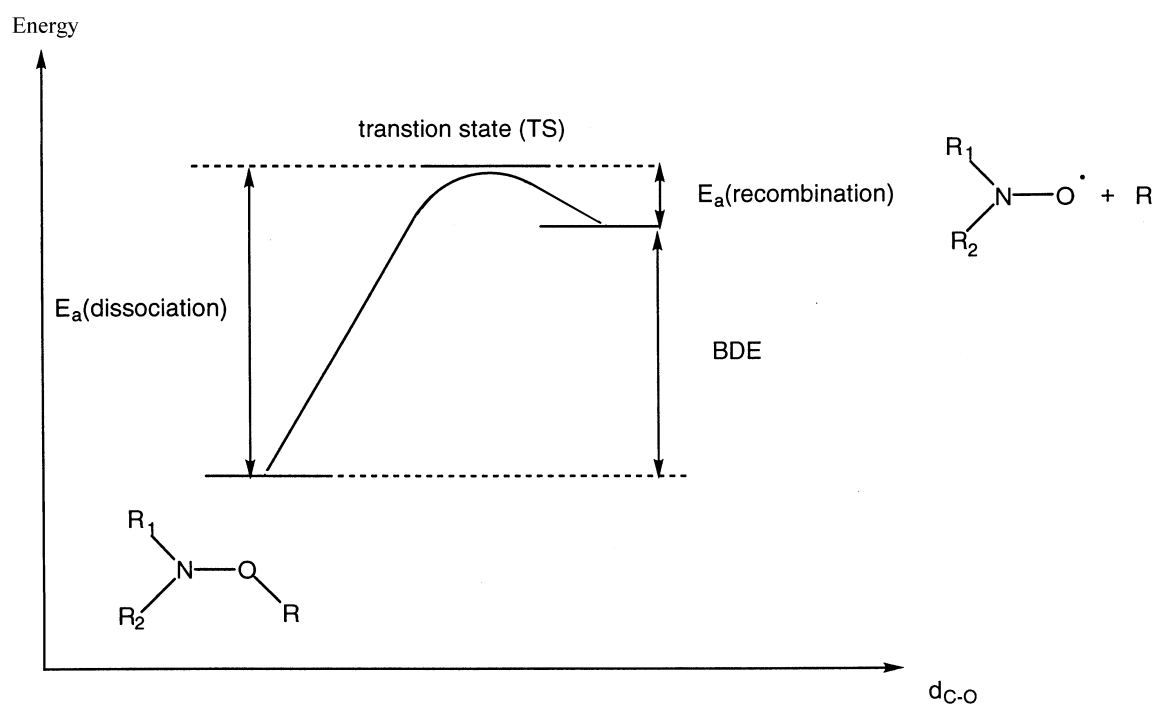 Energy
transtion state (TS)
Ea(recombination)
R1
N—O• + R
R2
Ea(dissociation)
BDE
R1
N—O
R2 R
dC-O